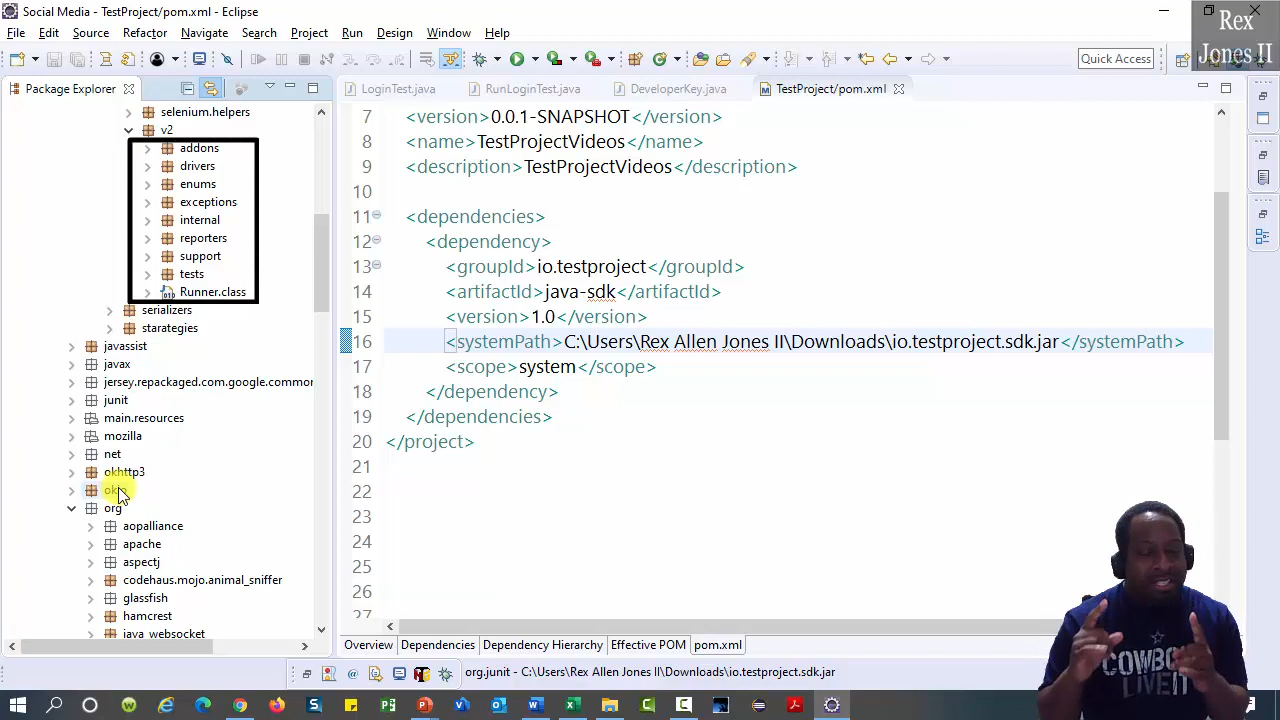 Social Media - TestProject/pom.xml - Eclipse
Rex
Jones II
File Edit Source Refactor Navigate Search Project Run Design Window Help
Quick Access
Package Explorer
LoginTest.java RunLoginTest.java DeveloperKey.java TestProject/pom.xml
selenium.helpers
v2
addons
drivers
enums
exceptions
internal
reporters
support
tests
Runner.class
serializers
starategies
javassist
javax
jersey.repackaged.com.google.common
junit
main.resources
mozilla
net
okhttp3
org
aopalliance
apache
aspectj
codehaus.mojo.animal_sniffer
glassfish
hamcrest
java_websocket
7 <version>0.0.1-SNAPSHOT</version>
8 <name>TestProjectVideos</name>
9 <description>TestProjectVideos</description>
10
11 <dependencies>
12 <dependency>
13 <groupId>io.testproject</groupId>
14 <artifactId>java-sdk</artifactId>
15 <version>1.0</version>
16 <systemPath>C:\Users\Rex Allen Jones II\Downloads\io.testproject.sdk.jar</systemPath>
17 <scope>system</scope>
18 </dependency>
19 </dependencies>
20 </project>
21
22
23
24
25
26
27
Overview Dependencies Dependency Hierarchy Effective POM pom.xml
org.junit - C:\Users\Rex Allen Jones II\Downloads\io.testproject.sdk.jar
COWBOY
LIVE IT